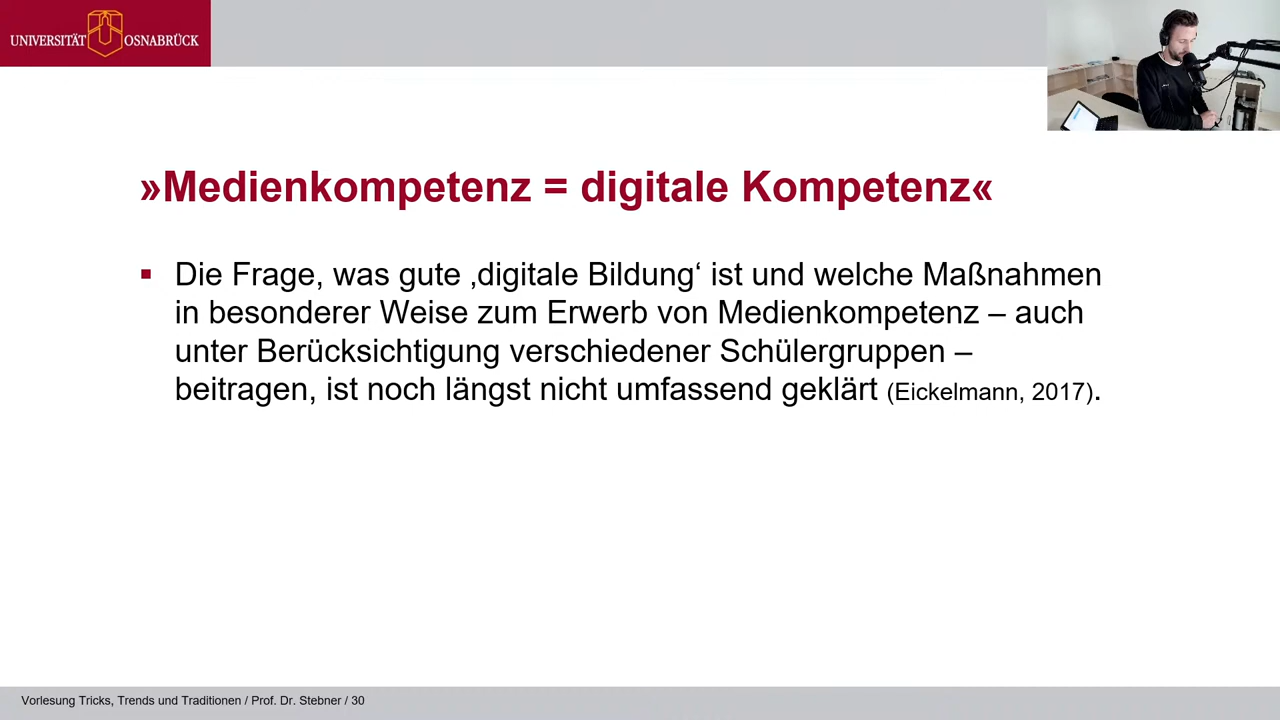 UNIVERSITÄT OSNABRÜCK
»Medienkompetenz = digitale Kompetenz«
▪ Die Frage, was gute ‚digitale Bildung‘ ist und welche Maßnahmen
in besonderer Weise zum Erwerb von Medienkompetenz – auch
unter Berücksichtigung verschiedener Schülergruppen –
beitragen, ist noch längst nicht umfassend geklärt (Eickelmann, 2017).
Vorlesung Tricks, Trends und Traditionen / Prof. Dr. Stebner / 30